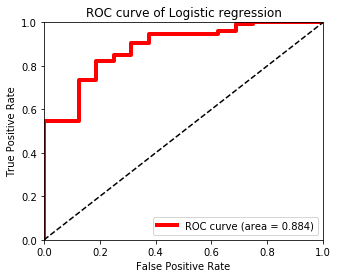 ROC curve of Logistic regression
1.0
0.8
0.6
0.4
0.2
0.0
True Positive Rate
ROC curve (area = 0.884)
0.0 0.2 0.4 0.6 0.8 1.0
False Positive Rate